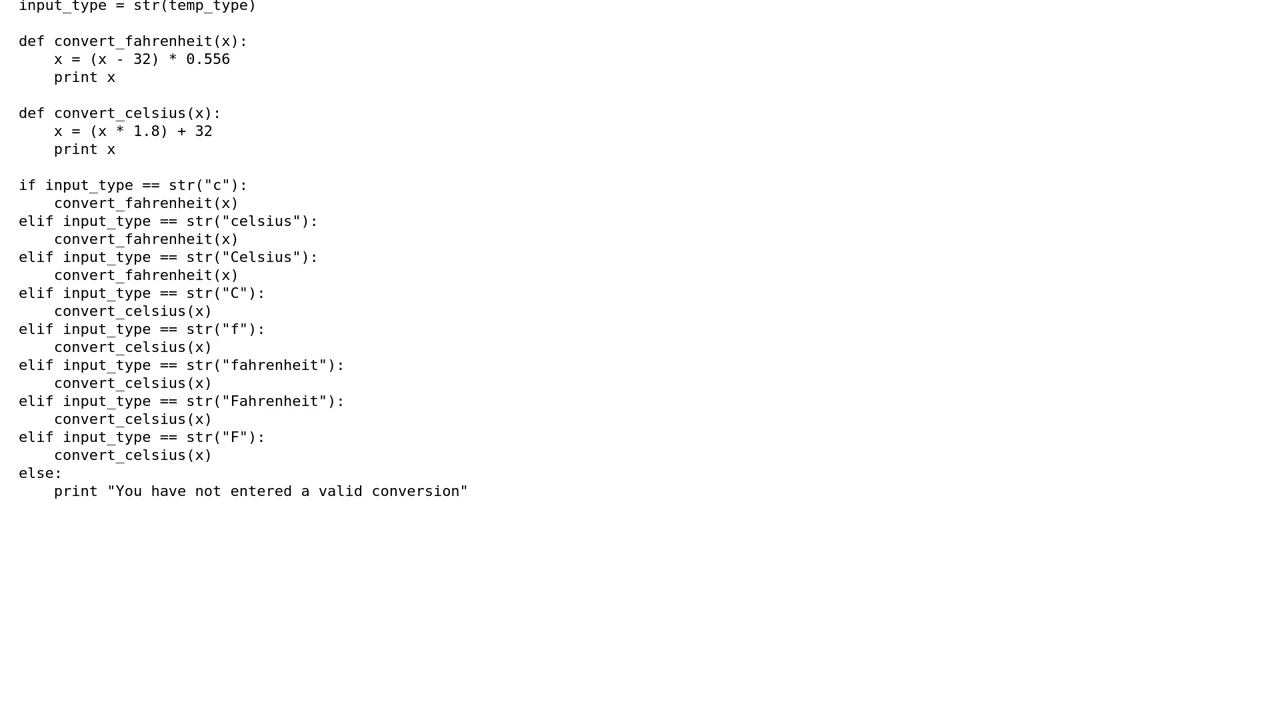 input_type = str(temp_type)
def convert_fahrenheit(x):
    x = (x - 32) * 0.556
    print x
def convert_celsius(x):
    x = (x * 1.8) + 32
    print x
if input_type == str("c"):
    convert_fahrenheit(x)
elif input_type == str("celsius"):
    convert_fahrenheit(x)
elif input_type == str("Celsius"):
    convert_fahrenheit(x)
elif input_type == str("C"):
    convert_celsius(x)
elif input_type == str("f"):
    convert_celsius(x)
elif input_type == str("fahrenheit"):
    convert_celsius(x)
elif input_type == str("Fahrenheit"):
    convert_celsius(x)
elif input_type == str("F"):
    convert_celsius(x)
else:
    print "You have not entered a valid conversion"